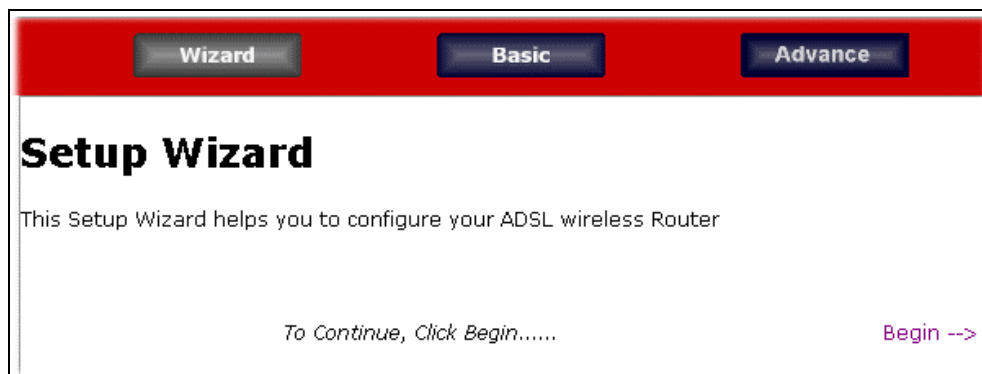 Wizard Basic Advance
Setup Wizard
This Setup Wizard helps you to configure your ADSL wireless Router
To Continue, Click Begin...... Begin -->